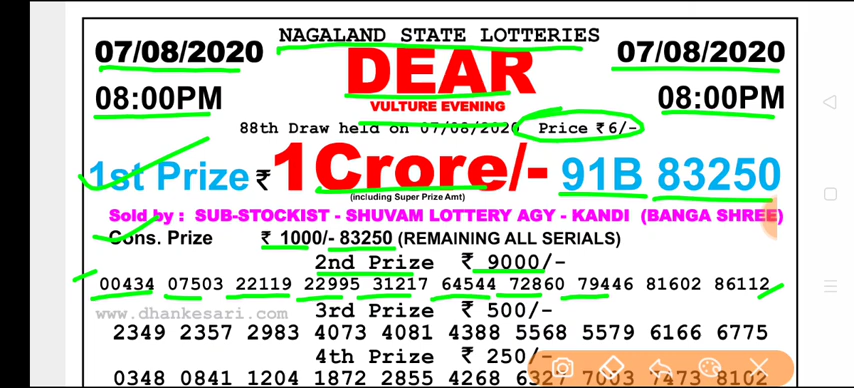 NAGALAND STATE LOTTERIES
07/08/2020 DEAR 07/08/2020
08:00PM VULTURE EVENING 08:00PM
88th Draw held on 07/08/2020 Price ₹ 6/-
1st Prize ₹ 1Crore/- 91B 83250
(including Super Prize Amt)
Sold by : SUB-STOCKIST - SHUVAM LOTTERY AGY - KANDI (BANGA SHREE)
Cons. Prize ₹ 1000/- 83250 (REMAINING ALL SERIALS)
2nd Prize ₹ 9000/-
00434 07503 22119 22995 31217 64544 72860 79446 81602 86112
www.dhankesari.com 3rd Prize ₹ 500/-
2349 2357 2983 4073 4081 4388 5568 5579 6166 6775
4th Prize ₹ 250/-
0348 0841 1204 1872 2855 4268 6327 7003 7473 8102